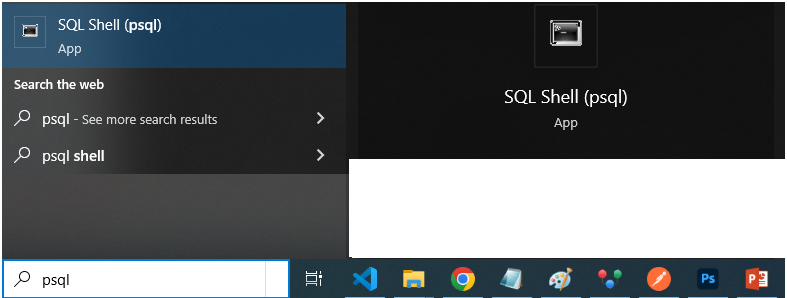 SQL Shell (psql)
App
Search the web
psql - See more search results
psql shell
SQL Shell (psql)
App
psql
Ps
P